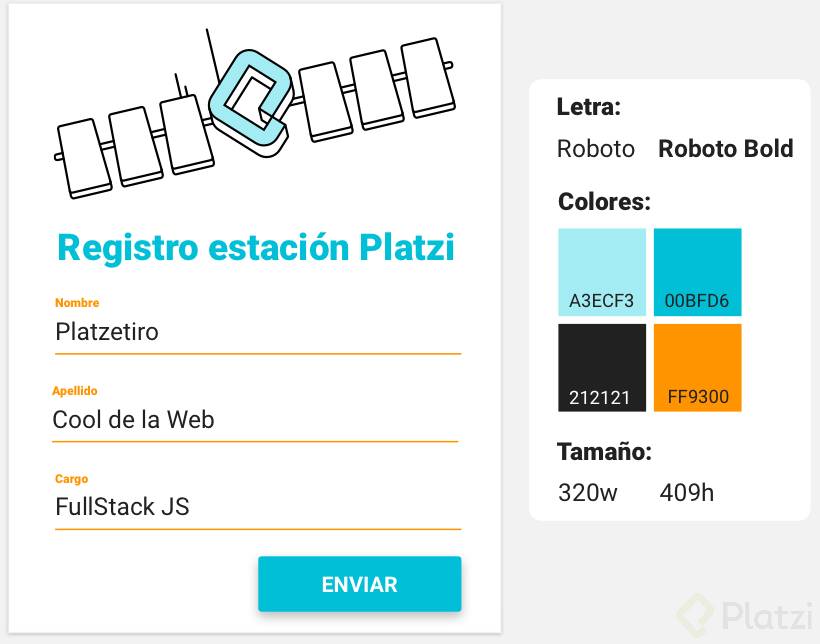 Registro estación Platzi
Nombre
Platzetiro
Apellido
Cool de la Web
Cargo
FullStack JS
ENVIAR
Letra:
Roboto Roboto Bold
Colores:
A3ECF3 00BFD6
212121 FF9300
Tamaño:
320w 409h
Platzi